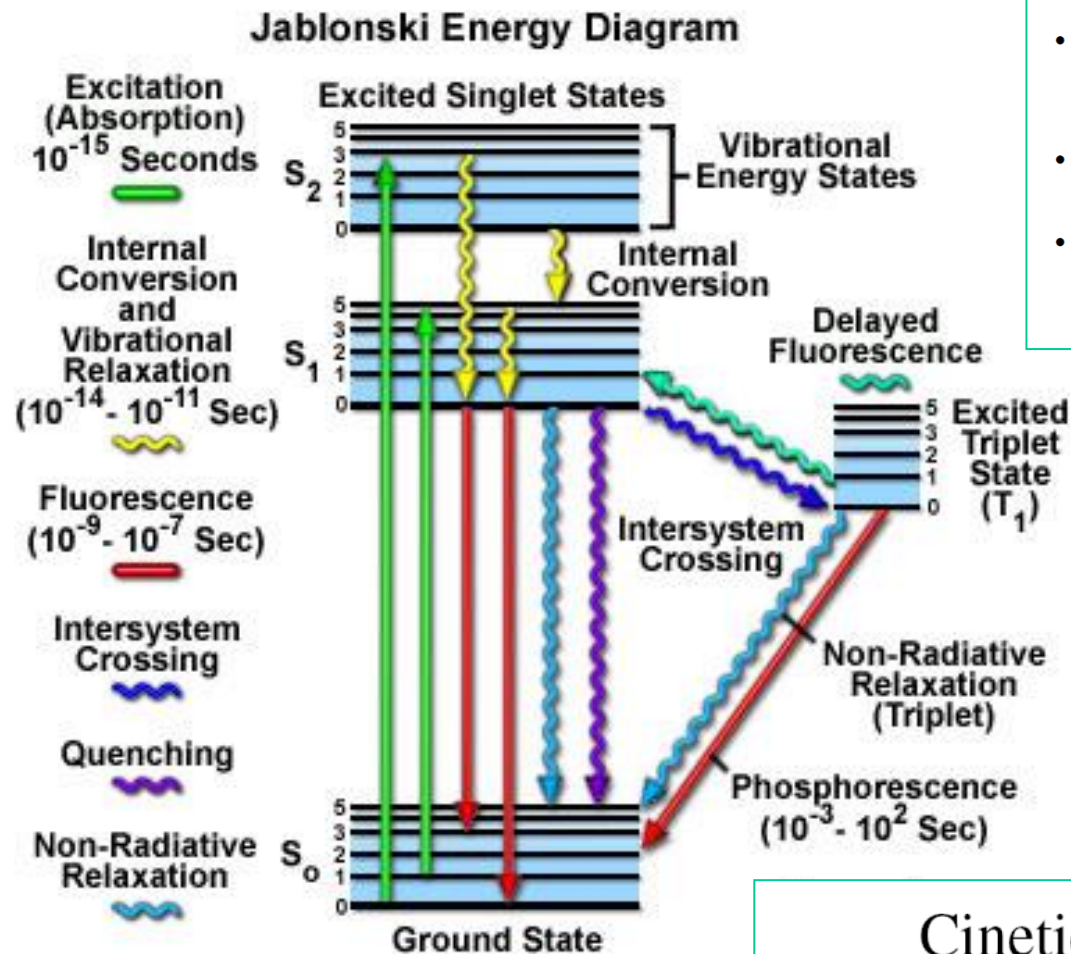 Jablonski Energy Diagram
Excitation
(Absorption)
10⁻¹⁵ Seconds
Internal
Conversion
and
Vibrational
Relaxation
(10⁻¹⁴- 10⁻¹¹ Sec)
Fluorescence
(10⁻⁹- 10⁻⁷ Sec)
Intersystem
Crossing
Quenching
Non-Radiative
Relaxation
Excited Singlet States
S₂
5
3
2
1
0
Vibrational
Energy States
Internal
Conversion
S₁
5
3
2
1
0
Delayed
Fluorescence
5
3
2
1
0
Excited
Triplet
State
(T₁)
Intersystem
Crossing
Non-Radiative
Relaxation
(Triplet)
Phosphorescence
(10⁻³- 10² Sec)
S₀
5
3
2
1
0
Ground State
•
•
•